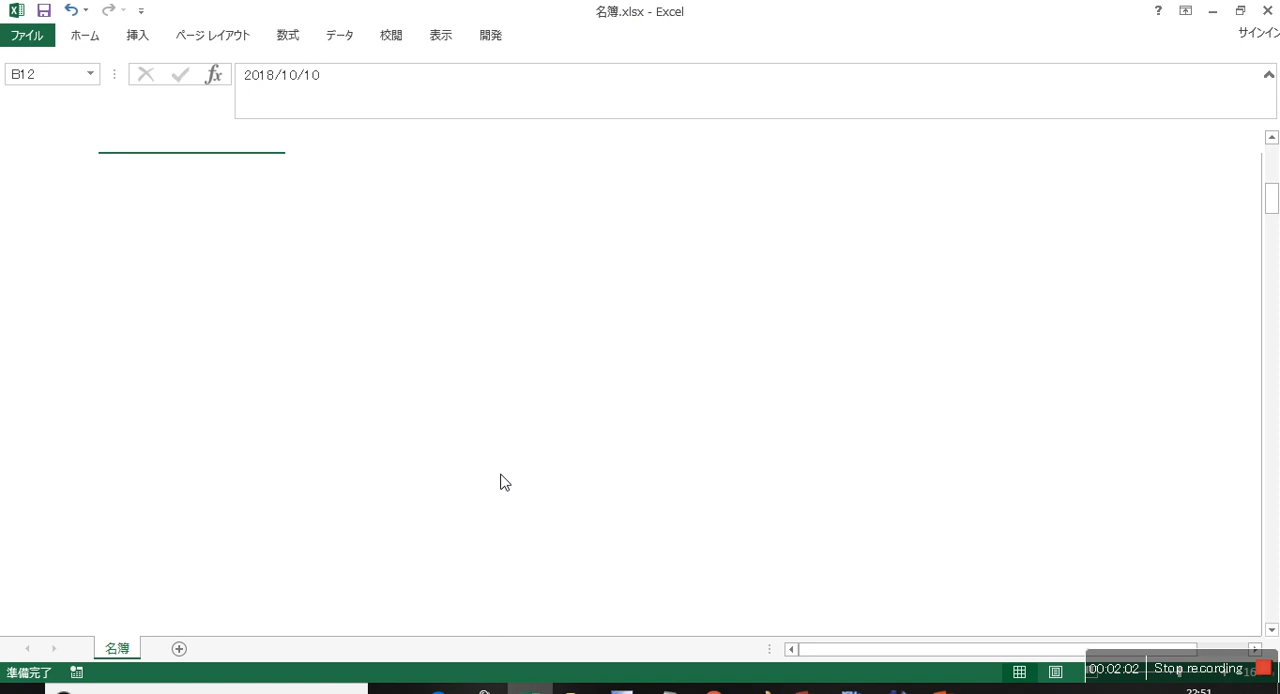 名簿.xlsx - Excel
?
ファイル ホーム 挿入 ページ レイアウト 数式 データ 校閲 表示 開発
サインイン
B12 fx 2018/10/10
名簿
準備完了
00:02:02 Stop recording
22:51